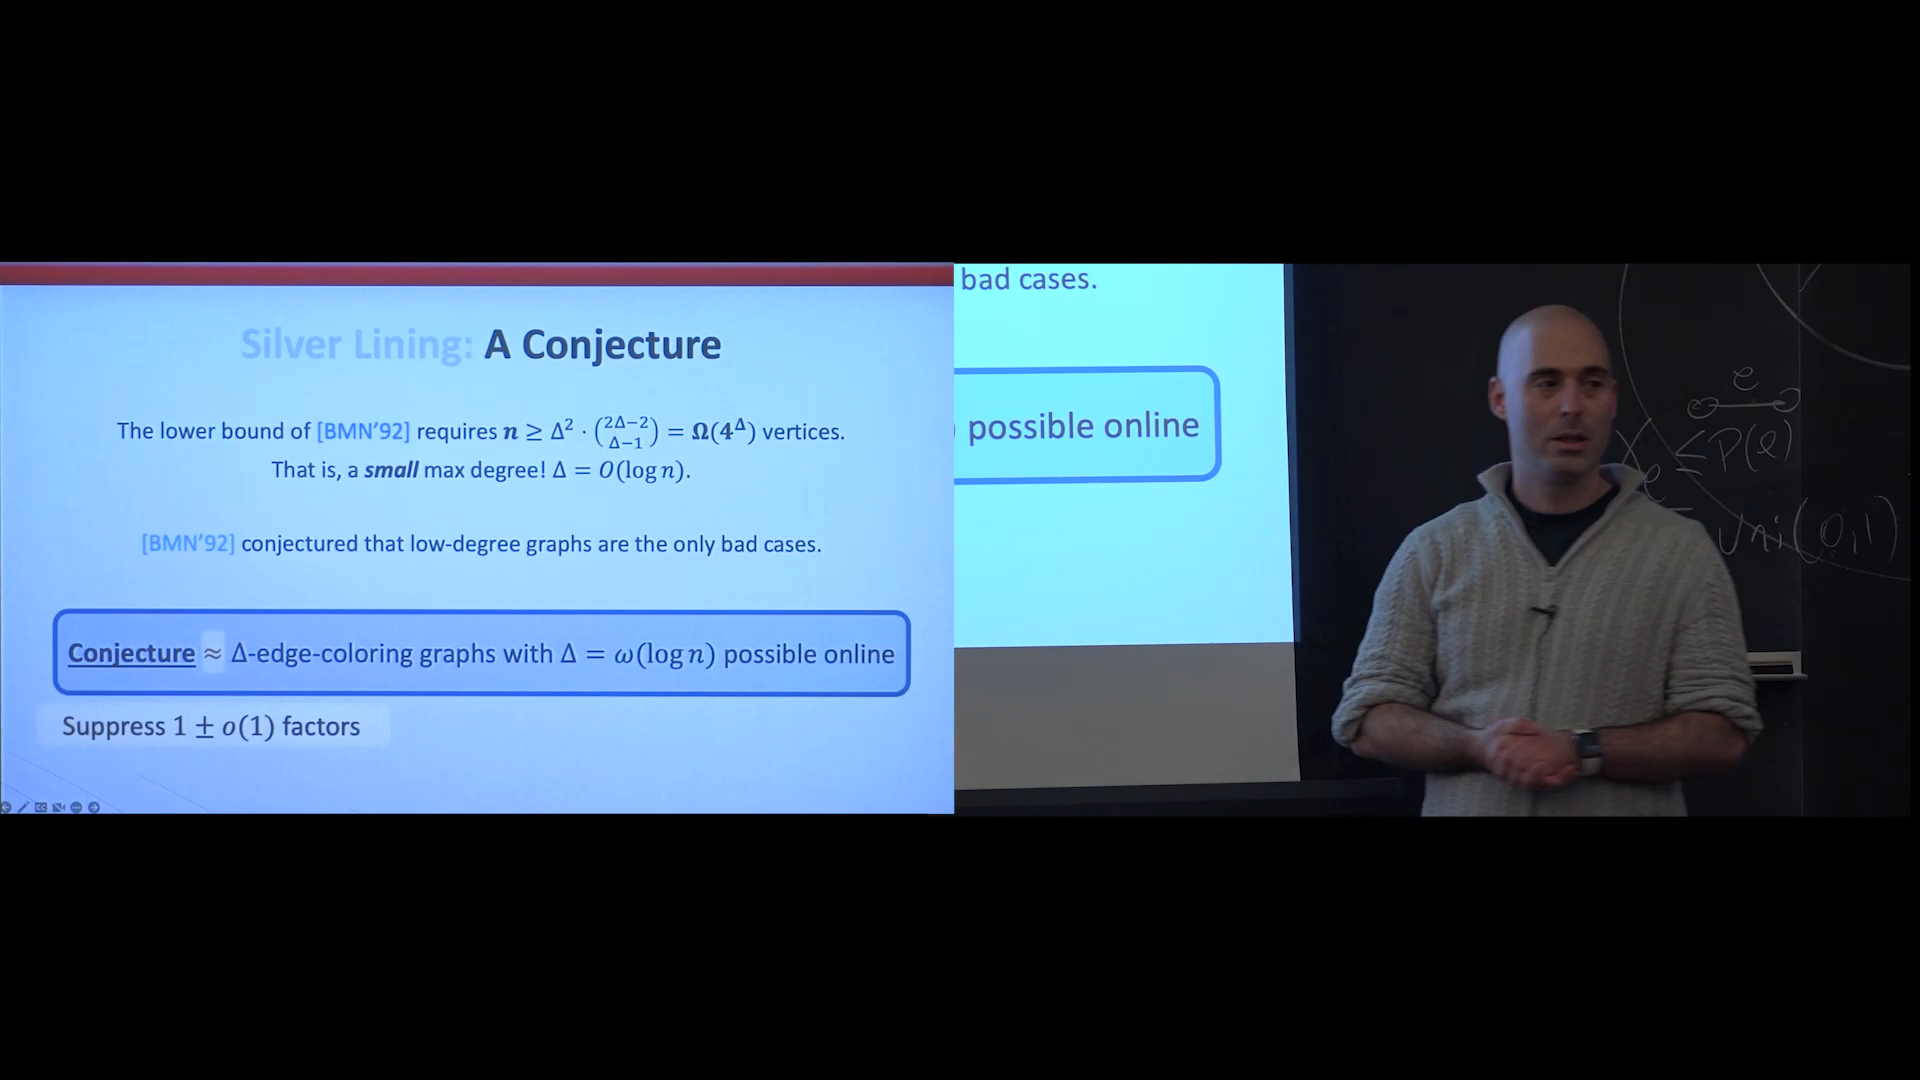 Silver Lining: A Conjecture
The lower bound of [BMN'92] requires n ≥ Δ² · (2Δ−2 Δ−1) = Ω(4^Δ) vertices.
That is, a small max degree! Δ = O(log n).
[BMN'92] conjectured that low-degree graphs are the only bad cases.
Conjecture ≈ Δ-edge-coloring graphs with Δ = ω(log n) possible online
Suppress 1 ± o(1) factors
bad cases.
) possible online
e
≤ P(e)
e
Uni(0,1)